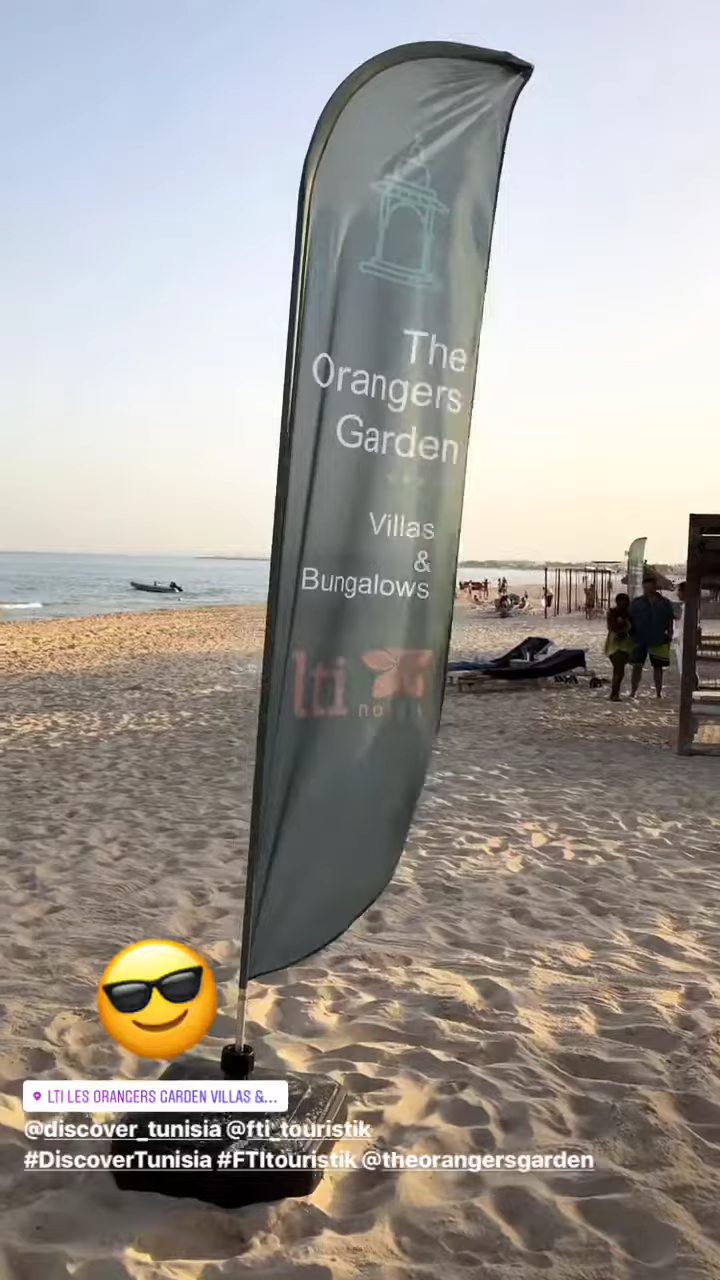 The
Orangers
Garden
Villas
&
Bungalows
lti
LTI LES ORANGERS GARDEN VILLAS &...
@discover_tunisia @fti_touristik
#DiscoverTunisia #FTItouristik @theorangersgarden